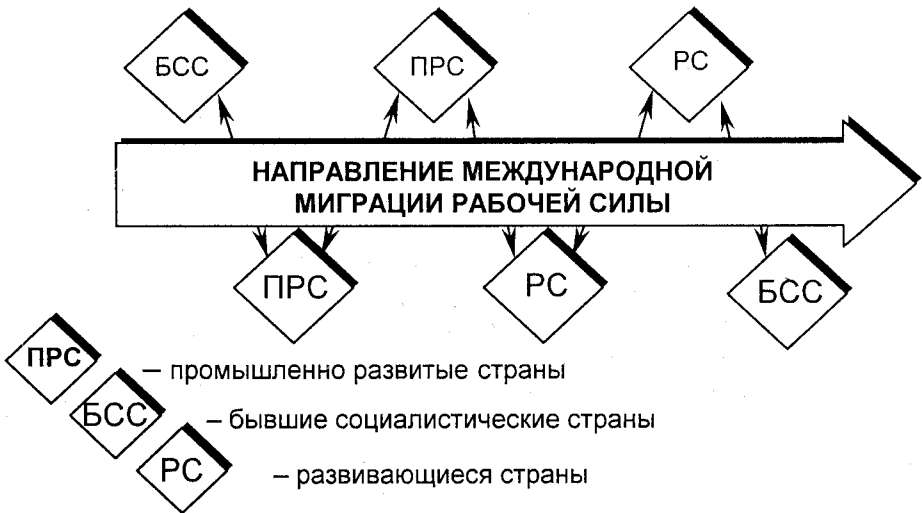 БСС
ПРС
РС
НАПРАВЛЕНИЕ МЕЖДУНАРОДНОЙ
МИГРАЦИИ РАБОЧЕЙ СИЛЫ
ПРС
РС
БСС
ПРС – промышленно развитые страны
БСС – бывшие социалистические страны
РС – развивающиеся страны